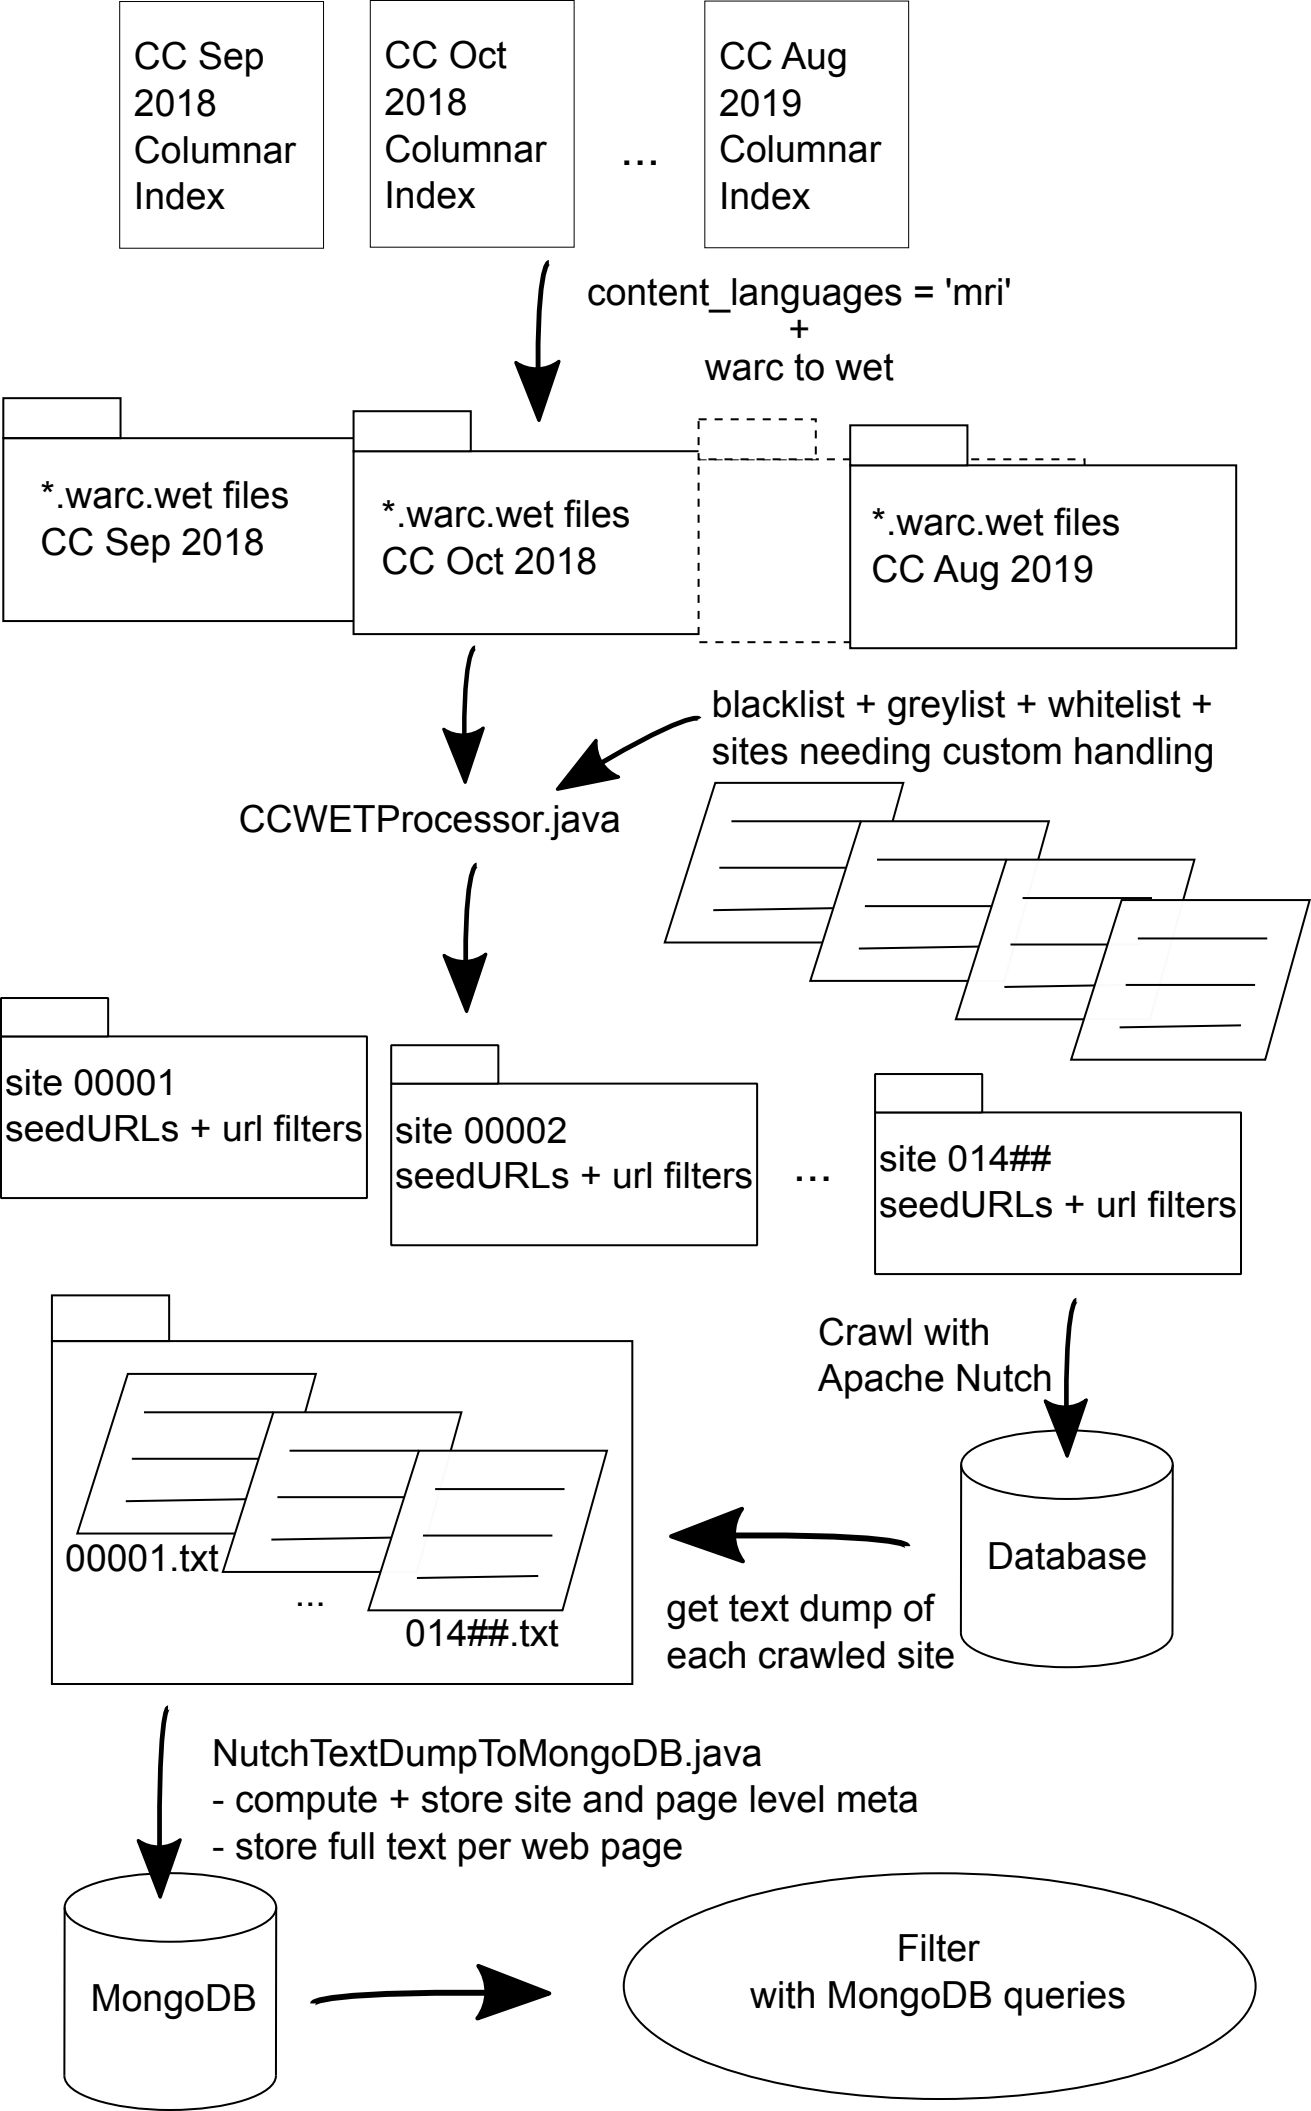 CC Sep
2018
Columnar
Index
CC Oct
2018
Columnar
Index
...
CC Aug
2019
Columnar
Index
content_languages = 'mri'
+
warc to wet
*.warc.wet files
CC Sep 2018
*.warc.wet files
CC Oct 2018
*.warc.wet files
CC Aug 2019
blacklist + greylist + whitelist +
sites needing custom handling
CCWETProcessor.java
site 00001
seedURLs + url filters
site 00002
seedURLs + url filters
...
site 014##
seedURLs + url filters
Crawl with
Apache Nutch
Database
get text dump of
each crawled site
00001.txt
...
014##.txt
NutchTextDumpToMongoDB.java
- compute + store site and page level meta
- store full text per web page
MongoDB
Filter
with MongoDB queries